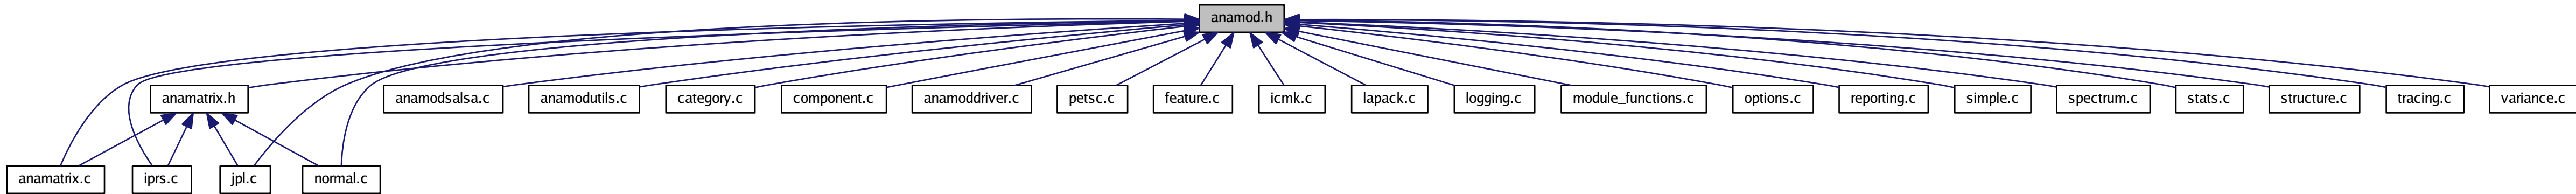 anamod.h
anamatrix.h
anamodsalsa.c
anamodutils.c
category.c
component.c
anamoddriver.c
petsc.c
feature.c
icmk.c
lapack.c
logging.c
module_functions.c
options.c
reporting.c
simple.c
spectrum.c
stats.c
structure.c
tracing.c
variance.c
anamatrix.c
iprs.c
jpl.c
normal.c